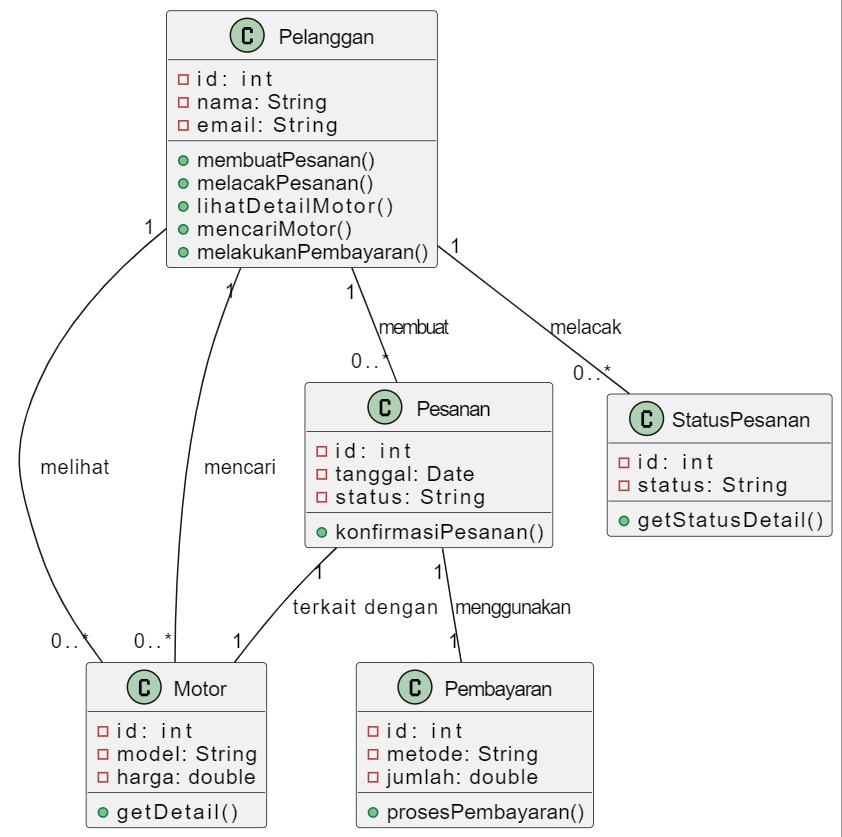 C Pelanggan
id: int
nama: String
email: String
membuatPesanan()
melacakPesanan()
lihatDetailMotor()
mencariMotor()
melakukanPembayaran()
1
1
1
1
membuat
melacak
0..*
0..*
C Pesanan
id: int
tanggal: Date
status: String
konfirmasiPesanan()
C StatusPesanan
id: int
status: String
getStatusDetail()
melihat
mencari
1
1
terkait dengan
menggunakan
0..*
0..*
1
1
C Motor
id: int
model: String
harga: double
getDetail()
C Pembayaran
id: int
metode: String
jumlah: double
prosesPembayaran()